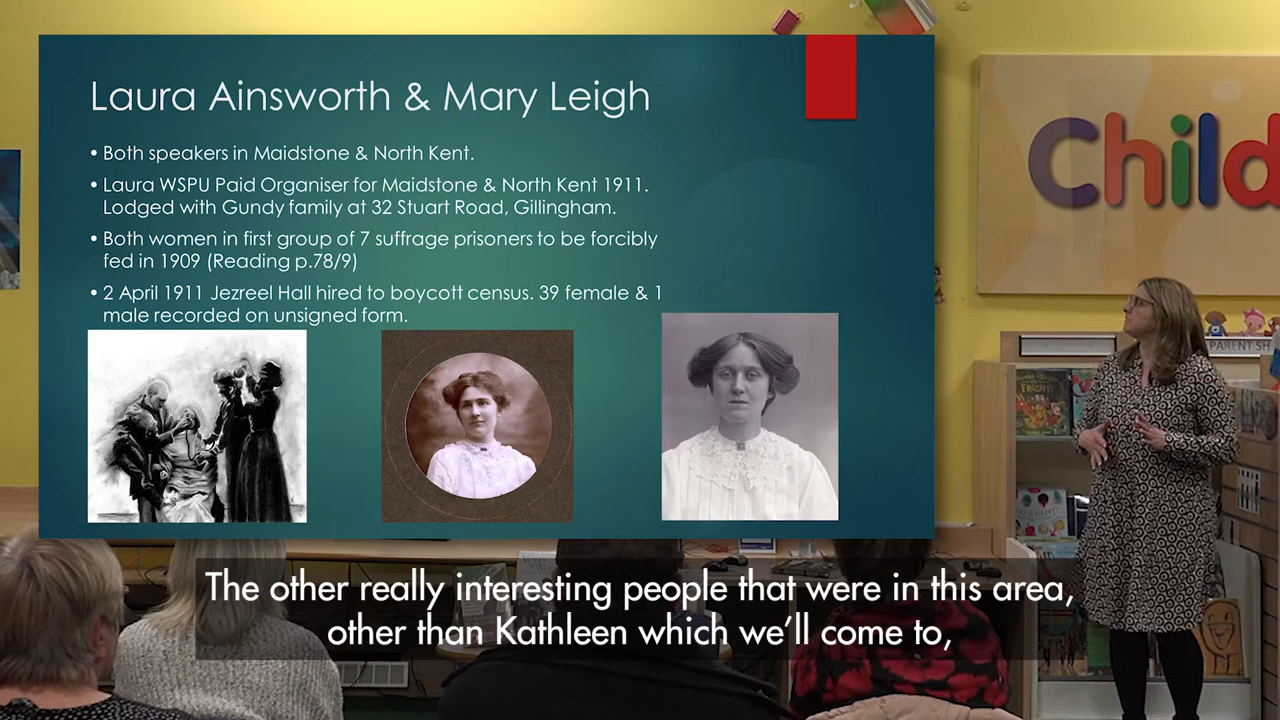 Laura Ainsworth & Mary Leigh
• Both speakers in Maidstone & North Kent.
• Laura WSPU Paid Organiser for Maidstone & North Kent 1911.
Lodged with Gundy family at 32 Stuart Road, Gillingham.
• Both women in first group of 7 suffrage prisoners to be forcibly
fed in 1909 (Reading p.78/9)
• 2 April 1911 Jezreel Hall hired to boycott census. 39 female & 1
male recorded on unsigned form.
Child
PARENT SH
The other really interesting people that were in this area,
other than Kathleen which we’ll come to,